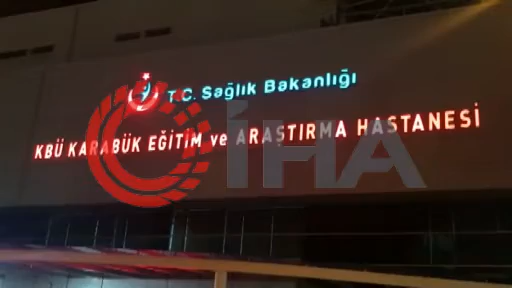 T.C. Sağlık Bakanlığı
KBÜ KARABÜK EĞİTİM ve ARAŞTIRMA HASTANESİ
İHA